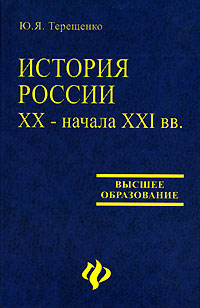 Ю.Я. Терещенко
ИСТОРИЯ
РОССИИ
XX - начала XXI вв.
ВЫСШЕЕ
ОБРАЗОВАНИЕ